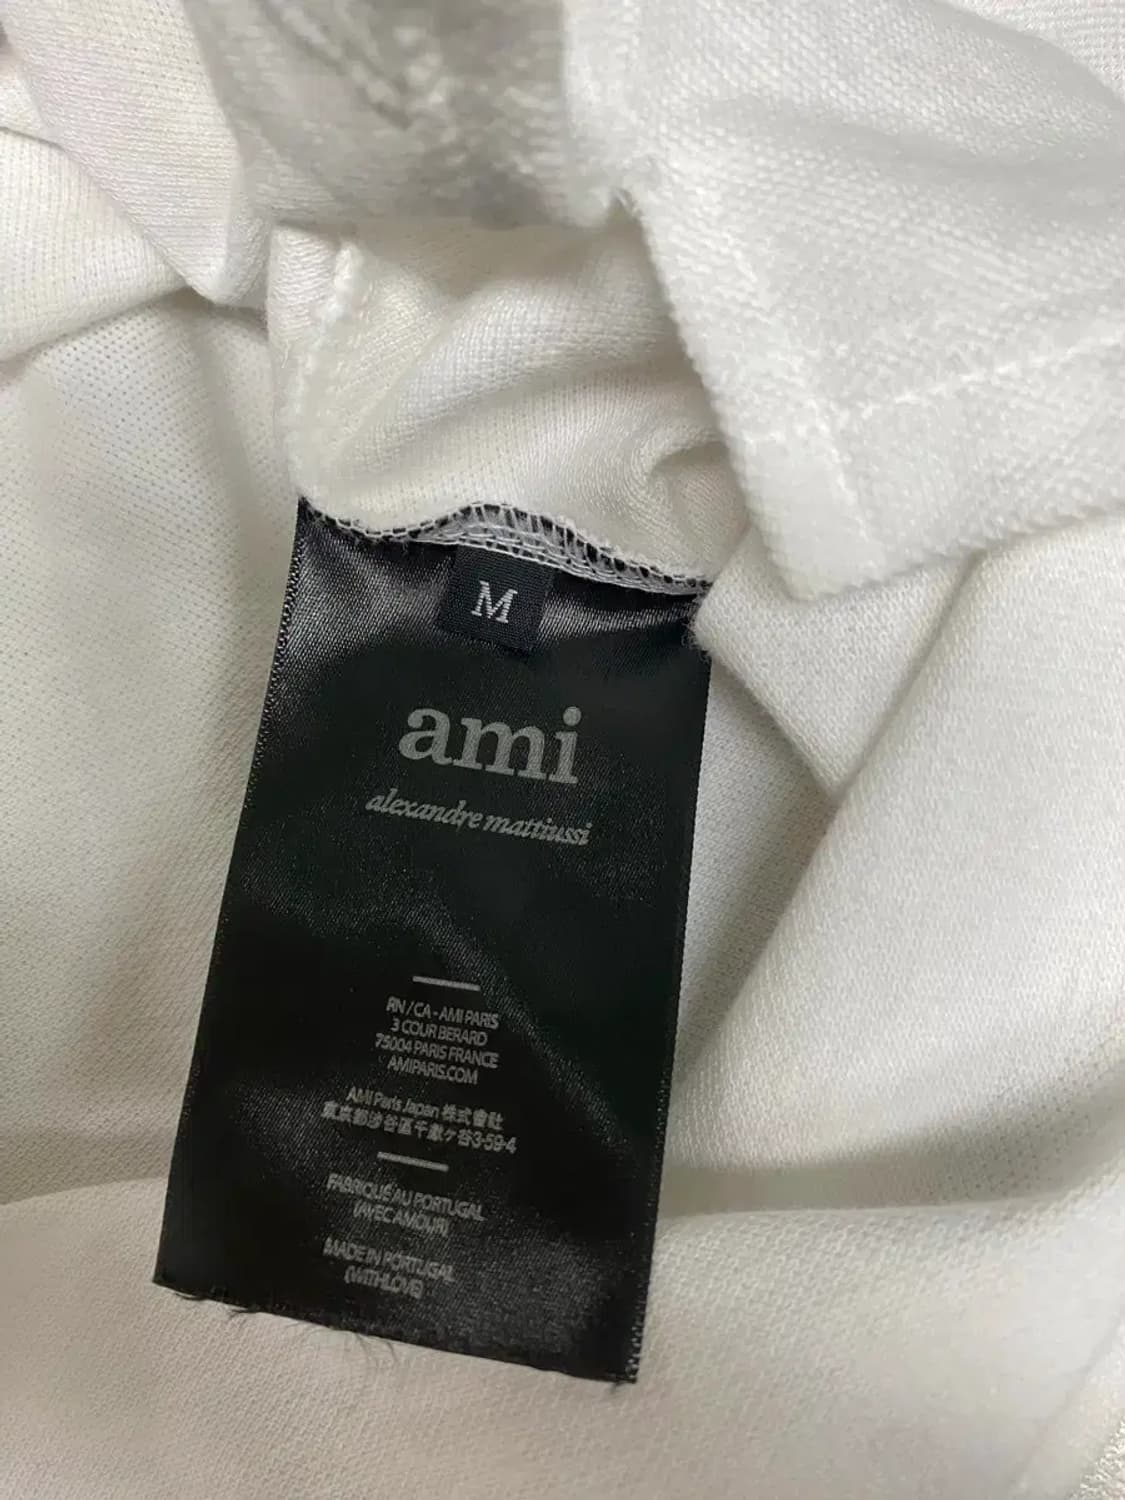 M
ami
alexandre mattiussi
RN / CA - AMI PARIS
3 COUR BERARD
75004 PARIS FRANCE
AMIPARIS.COM
AMI Paris Japan 株式會社
東京都渋谷區千駄ヶ谷3-59-4
FABRIQUÉ AU PORTUGAL
(AVEC AMOUR)
MADE IN PORTUGAL
(WITH LOVE)